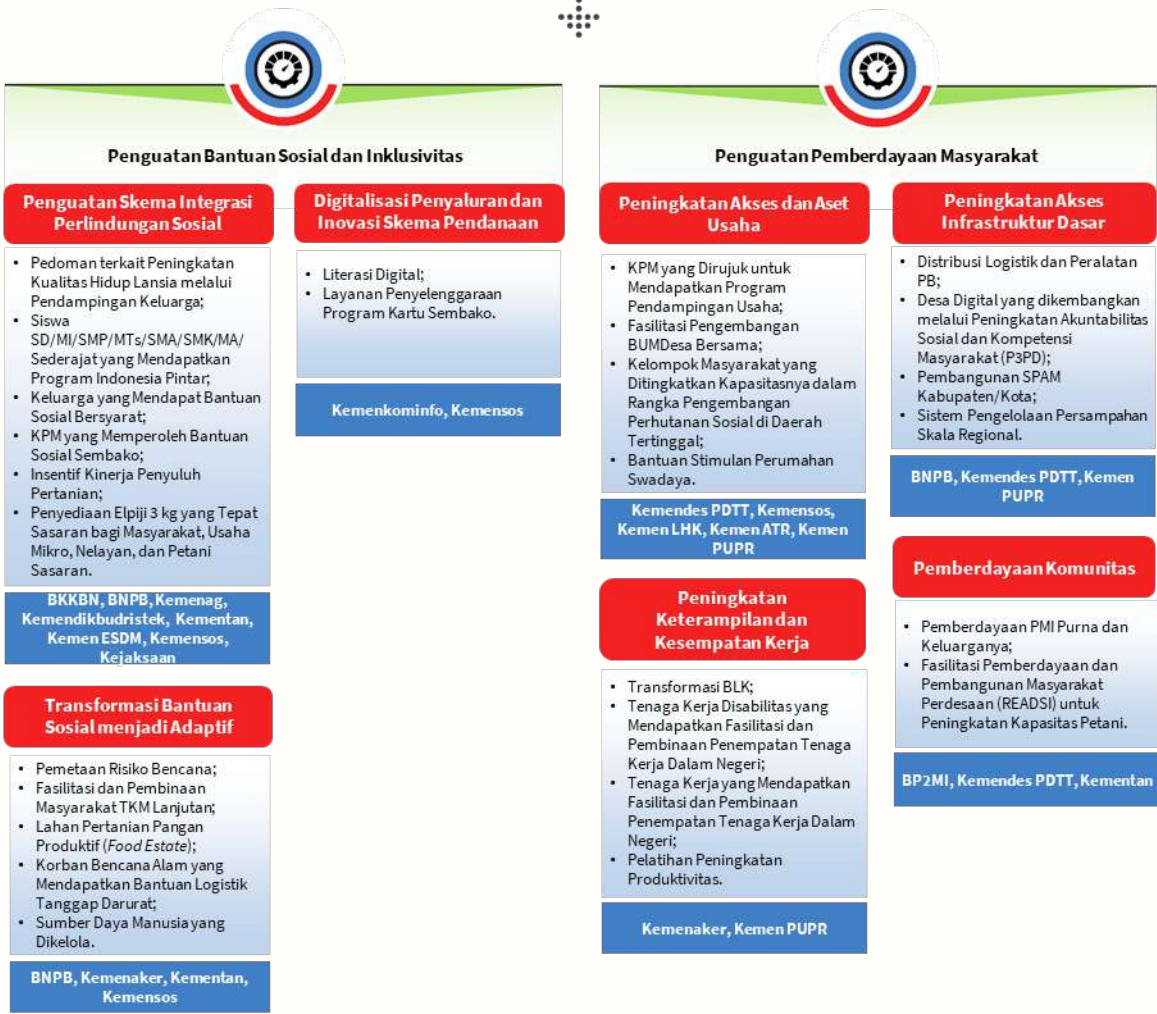 Penguatan Bantuan Sosial dan Inklusivitas
Penguatan Skema Integrasi
Perlindungan Sosial
• Pedoman terkait Peningkatan
Kualitas Hidup Lansia melalui
Pendampingan Keluarga;
• Siswa
SD/MI/SMP/MTs/SMA/SMK/MA/
Sederajat yang Mendapatkan
Program Indonesia Pintar;
• Keluarga yang Mendapat Bantuan
Sosial Bersyarat;
• KPM yang Memperoleh Bantuan
Sosial Sembako;
• Insentif Kinerja Penyuluh
Pertanian;
• Penyediaan Elpiji 3 kg yang Tepat
Sasaran bagi Masyarakat, Usaha
Mikro, Nelayan, dan Petani
Sasaran.
BKKBN, BNPB, Kemenag,
Kemendikbudristek, Kementan,
Kemen ESDM, Kemensos,
Kejaksaan
Transformasi Bantuan
Sosial menjadi Adaptif
• Pemetaan Risiko Bencana;
• Fasilitasi dan Pembinaan
Masyarakat TKM Lanjutan;
• Lahan Pertanian Pangan
Produktif (Food Estate);
• Korban Bencana Alam yang
Mendapatkan Bantuan Logistik
Tanggap Darurat;
• Sumber Daya Manusia yang
Dikelola.
BNPB, Kemenaker, Kementan,
Kemensos
Digitalisasi Penyaluran dan
Inovasi Skema Pendanaan
• Literasi Digital;
• Layanan Penyelenggaraan
Program Kartu Sembako.
Kemenkominfo, Kemensos
Penguatan Pemberdayaan Masyarakat
Peningkatan Akses dan Aset
Usaha
• KPM yang Dirujuk untuk
Mendapatkan Program
Pendampingan Usaha;
• Fasilitasi Pengembangan
BUMDesa Bersama;
• Kelompok Masyarakat yang
Ditingkatkan Kapasitasnya dalam
Rangka Pengembangan
Perhutanan Sosial di Daerah
Tertinggal;
• Bantuan Stimulan Perumahan
Swadaya.
Kemendes PDTT, Kemensos,
Kemen LHK, Kemen ATR, Kemen
PUPR
Peningkatan
Keterampilan dan
Kesempatan Kerja
• Transformasi BLK;
• Tenaga Kerja Disabilitas yang
Mendapatkan Fasilitasi dan
Pembinaan Penempatan Tenaga
Kerja Dalam Negeri;
• Tenaga Kerja yang Mendapatkan
Fasilitasi dan Pembinaan
Penempatan Tenaga Kerja Dalam
Negeri;
• Pelatihan Peningkatan
Produktivitas.
Kemenaker, Kemen PUPR
Peningkatan Akses
Infrastruktur Dasar
• Distribusi Logistik dan Peralatan
PB;
• Desa Digital yang dikembangkan
melalui Peningkatan Akuntabilitas
Sosial dan Kompetensi
Masyarakat (P3PD);
• Pembangunan SPAM
Kabupaten/Kota;
• Sistem Pengelolaan Persampahan
Skala Regional.
BNPB, Kemendes PDTT, Kemen
PUPR
Pemberdayaan Komunitas
• Pemberdayaan PMI Purna dan
Keluarganya;
• Fasilitasi Pemberdayaan dan
Pembangunan Masyarakat
Perdesaan (READSI) untuk
Peningkatan Kapasitas Petani.
BP2MI, Kemendes PDTT, Kementan